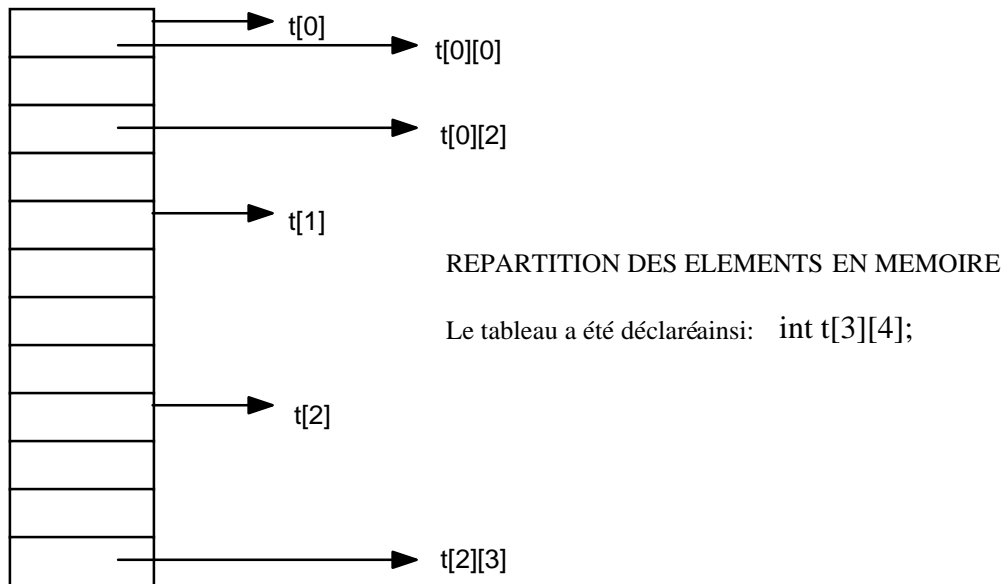 t[0]
t[0][0]
t[0][2]
t[1]
REPARTITION DES ELEMENTS EN MEMOIRE
Le tableau a été déclaréainsi: int t[3][4];
t[2]
t[2][3]